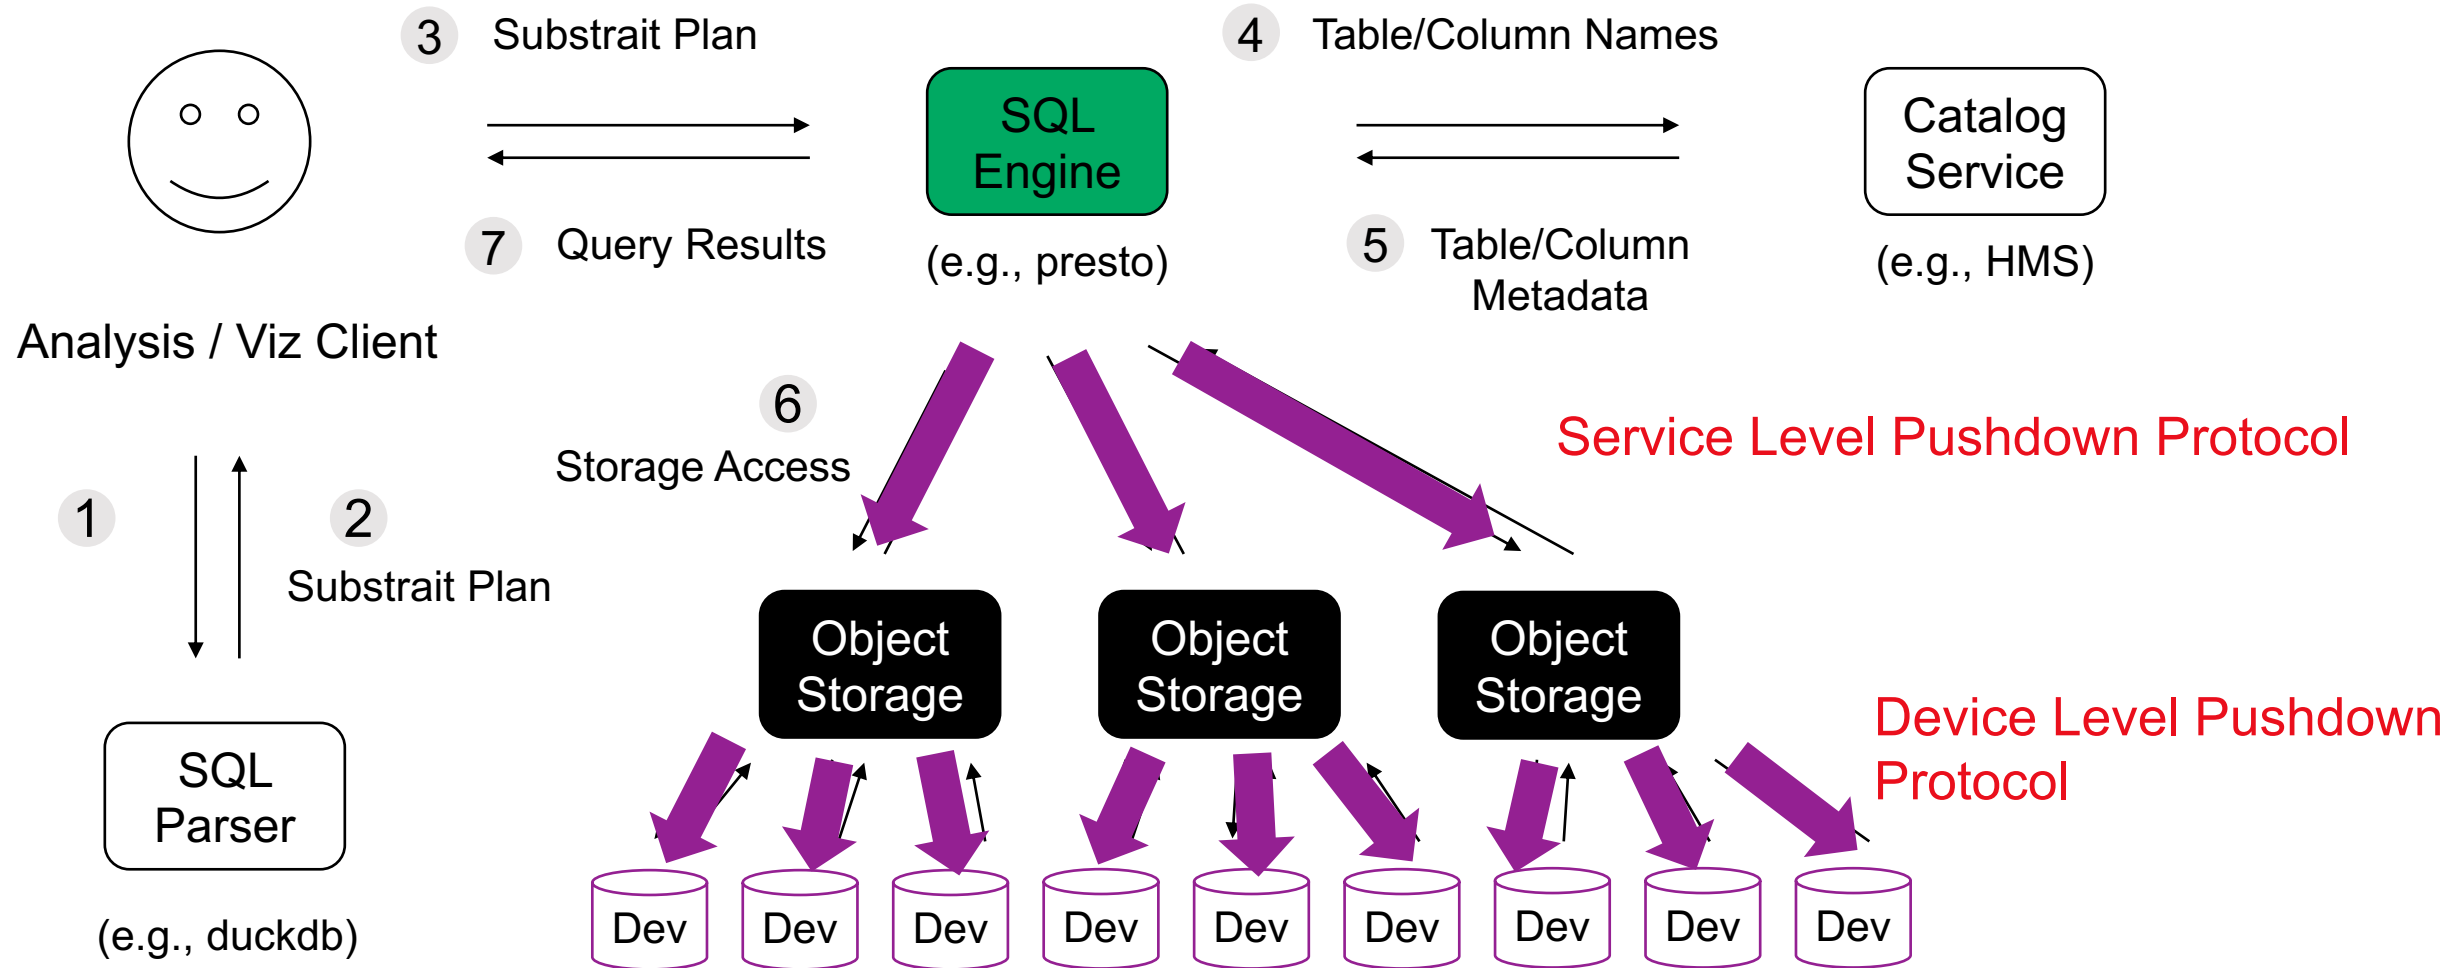 3 Substrait Plan
4 Table/Column Names
SQL
Engine
Catalog
Service
7 Query Results
(e.g., presto)
5 Table/Column
Metadata
(e.g., HMS)
Analysis / Viz Client
6
Storage Access
Service Level Pushdown Protocol
1
2
Substrait Plan
Object
Storage
Object
Storage
Object
Storage
Device Level Pushdown
Protocol
SQL
Parser
(e.g., duckdb)
Dev
Dev
Dev
Dev
Dev
Dev
Dev
Dev
Dev